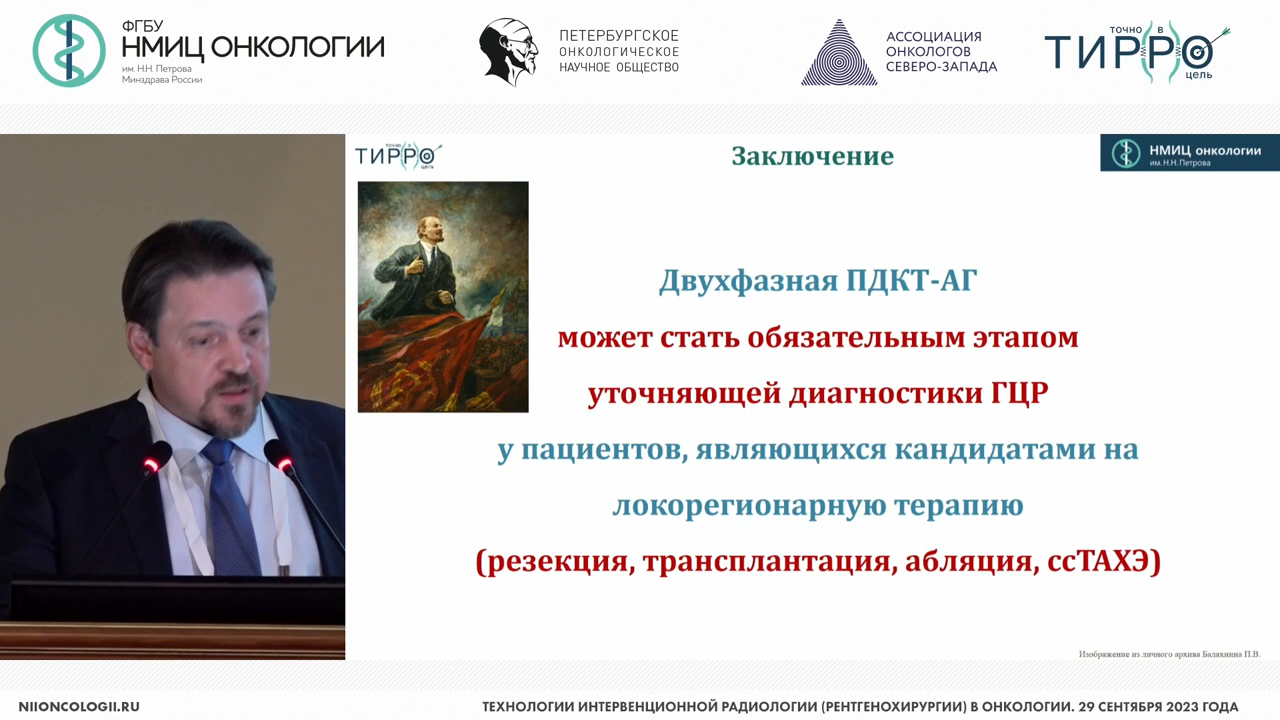 ФГБУ
НМИЦ ОНКОЛОГИИ
им. Н.Н. Петрова
Минздрава России
ПЕТЕРБУРГСКОЕ
ОНКОЛОГИЧЕСКОЕ
НАУЧНОЕ ОБЩЕСТВО
АССОЦИАЦИЯ
ОНКОЛОГОВ
СЕВЕРО-ЗАПАДА
ТОЧНО В
ТИРРО
ЦЕЛЬ
ТОЧНО В
ТИРРО
ЦЕЛЬ
Заключение
НМИЦ онкологии
им. Н.Н.Петрова
Двухфазная ПДКТ-АГ
может стать обязательным этапом
уточняющей диагностики ГЦР
у пациентов, являющихся кандидатами на
локорегионарную терапию
(резекция, трансплантация, абляция, ссТАХЭ)
Изображение из личного архива Балахнина П.В.
NIIONCOLOGII.RU
ТЕХНОЛОГИИ ИНТЕРВЕНЦИОННОЙ РАДИОЛОГИИ (РЕНТГЕНОХИРУРГИИ) В ОНКОЛОГИИ. 29 СЕНТЯБРЯ 2023 ГОДА